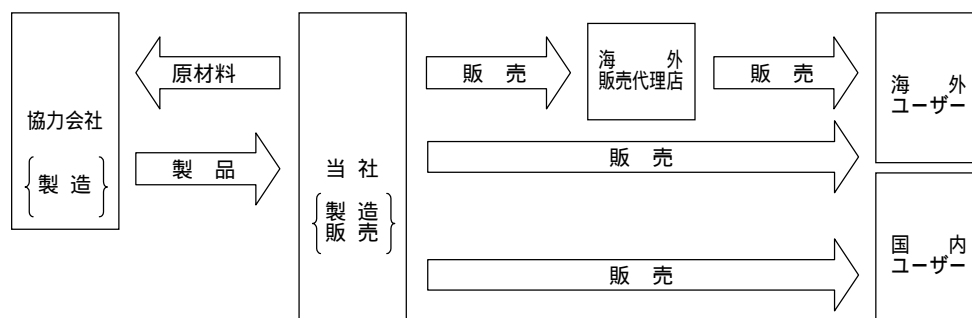 協力会社
製 造
原材料
製 品
当 社
製 造
販 売
販 売
海 外
販売代理店
販 売
販 売
販 売
海 外
ユーザー
国 内
ユーザー